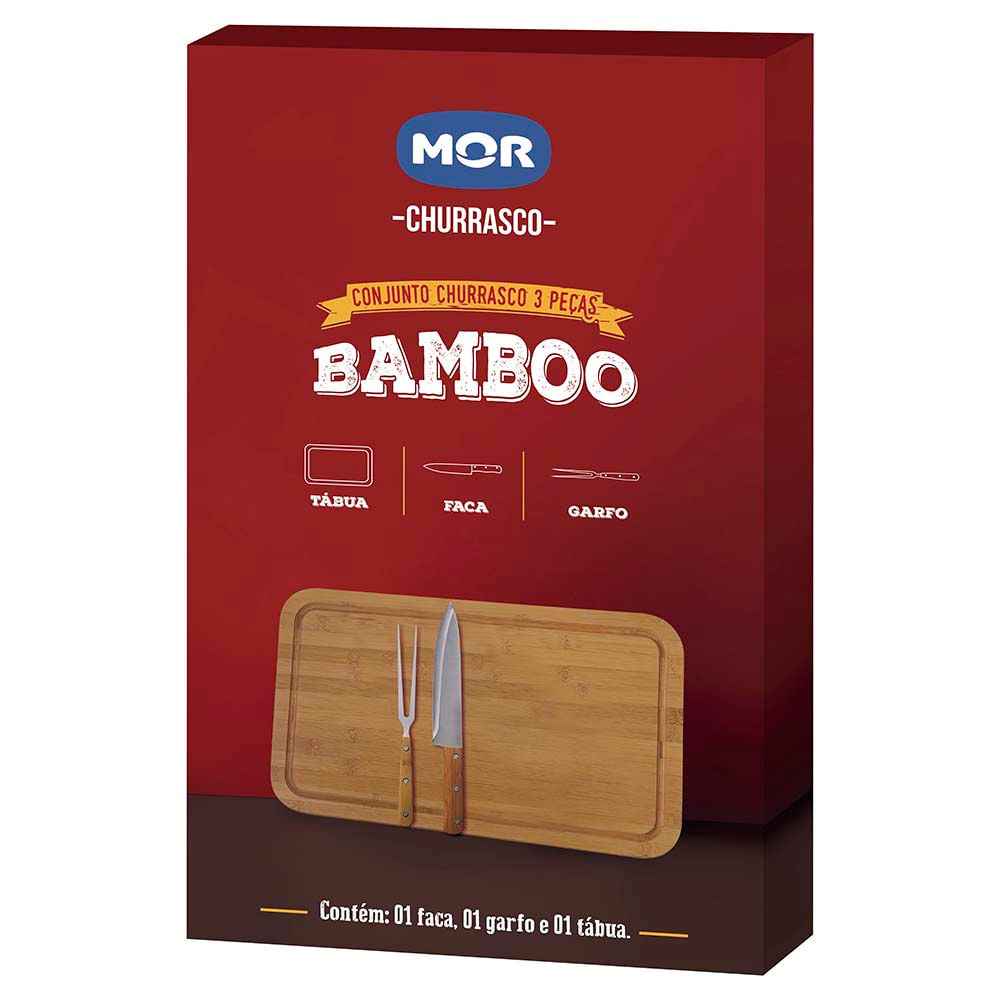 MOR
-CHURRASCO-
CONJUNTO CHURRASCO 3 PEÇAS
BAMBOO
TÁBUA
FACA
GARFO
Contém: 01 faca, 01 garfo e 01 tábua.